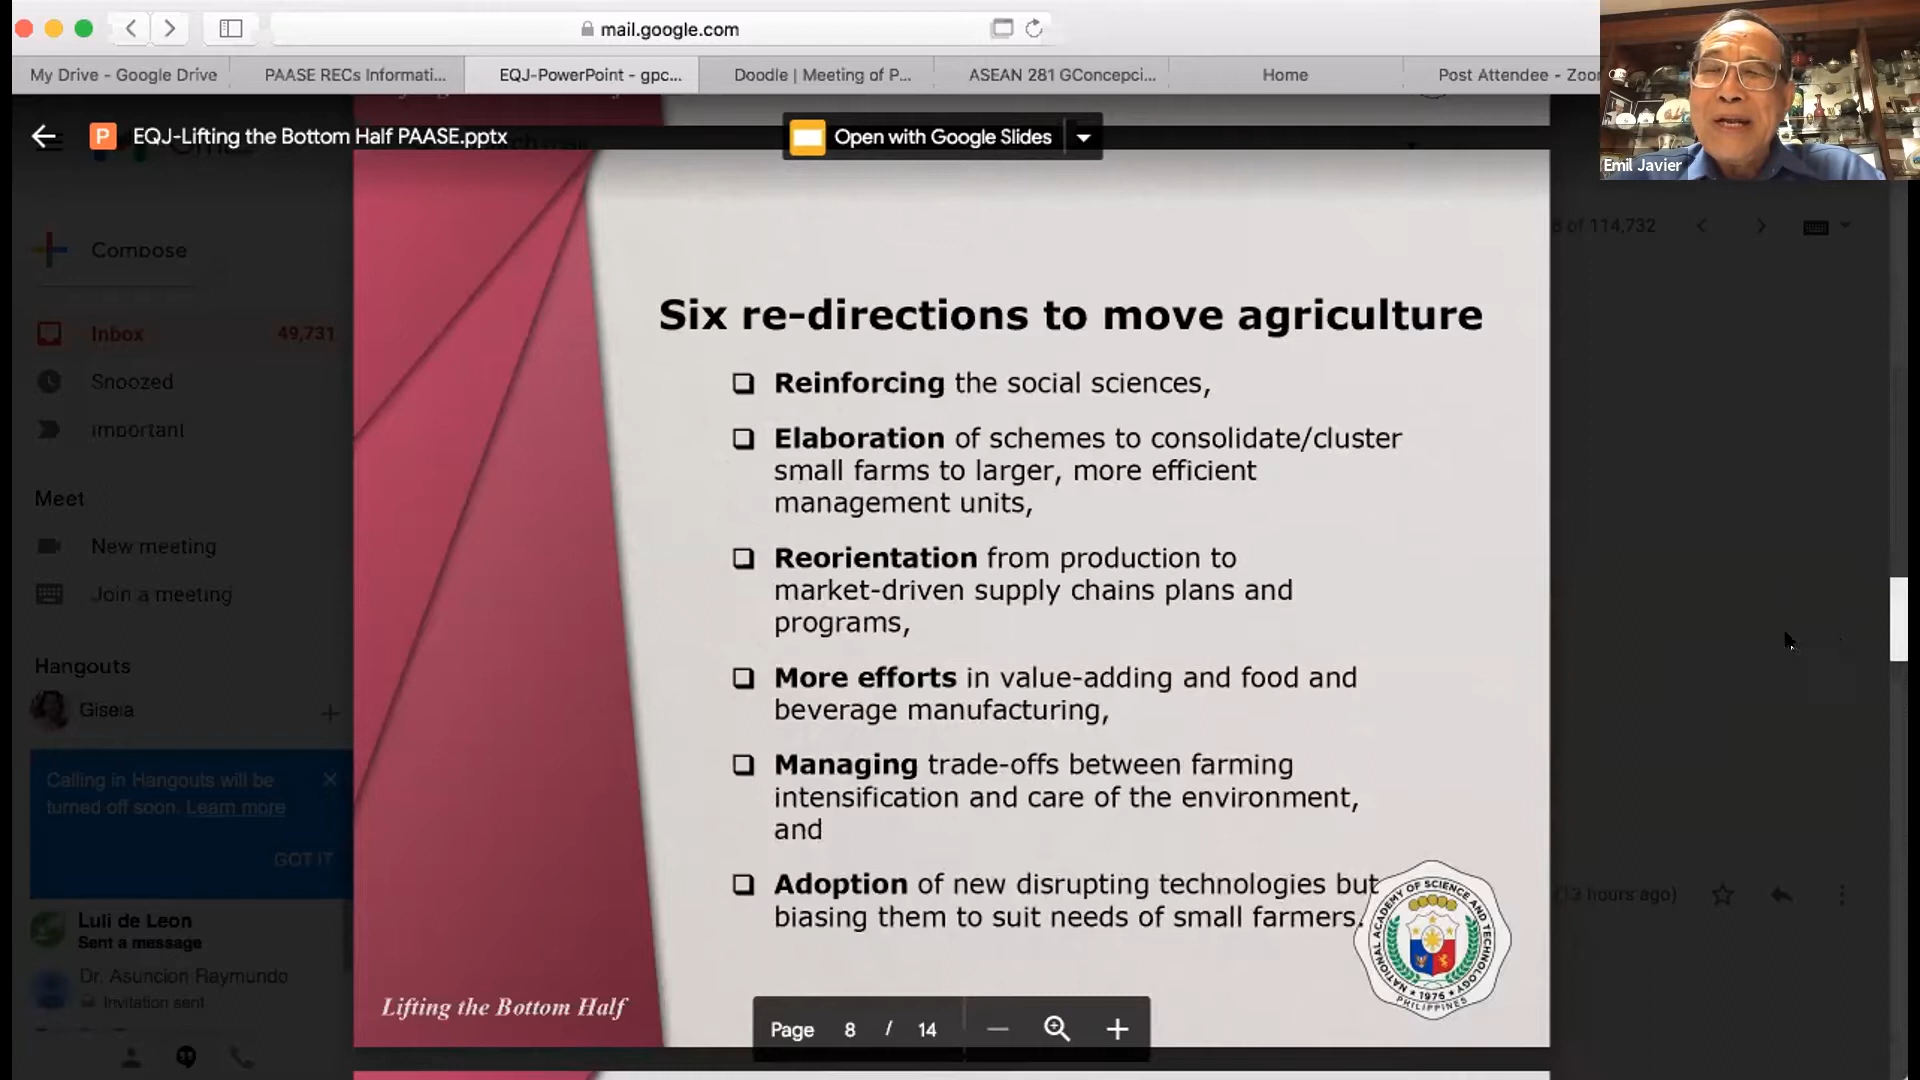 mail.google.com
My Drive - Google Drive
PAASE RECs Informati...
EQJ-PowerPoint - gpc...
Doodle | Meeting of P...
ASEAN 281 GConcepci...
Home
Post Attendee - Zoo
Emil Javier
EQJ-Lifting the Bottom Half PAASE.pptx
Open with Google Slides
8 of 114,732
Compose
Inbox 49,731
Snoozed
Important
Meet
New meeting
Join a meeting
Hangouts
Gisela
Calling in Hangouts will be
turned off soon. Learn more
GOT IT
Luli de Leon
Sent a message
Dr. Asuncion Raymundo
Invitation sent
Six re-directions to move agriculture
Reinforcing the social sciences,
Elaboration of schemes to consolidate/cluster
small farms to larger, more efficient
management units,
Reorientation from production to
market-driven supply chains plans and
programs,
More efforts in value-adding and food and
beverage manufacturing,
Managing trade-offs between farming
intensification and care of the environment,
and
Adoption of new disrupting technologies but
biasing them to suit needs of small farmers.
(13 hours ago)
NATIONAL ACADEMY OF SCIENCE AND TECHNOLOGY
1976
PHILIPPINES
Lifting the Bottom Half
Page 8 / 14